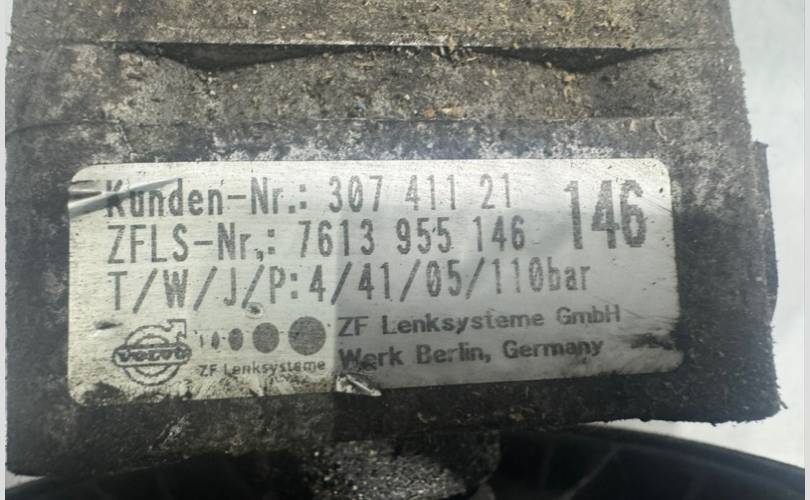 Kunden-Nr.: 307 411 21
146
ZFLS-Nr.: 7613 955 146
T/W/J/P: 4/41/05/110bar
VOLVO
ZF Lenksysteme
ZF Lenksysteme GmbH
Werk Berlin, Germany